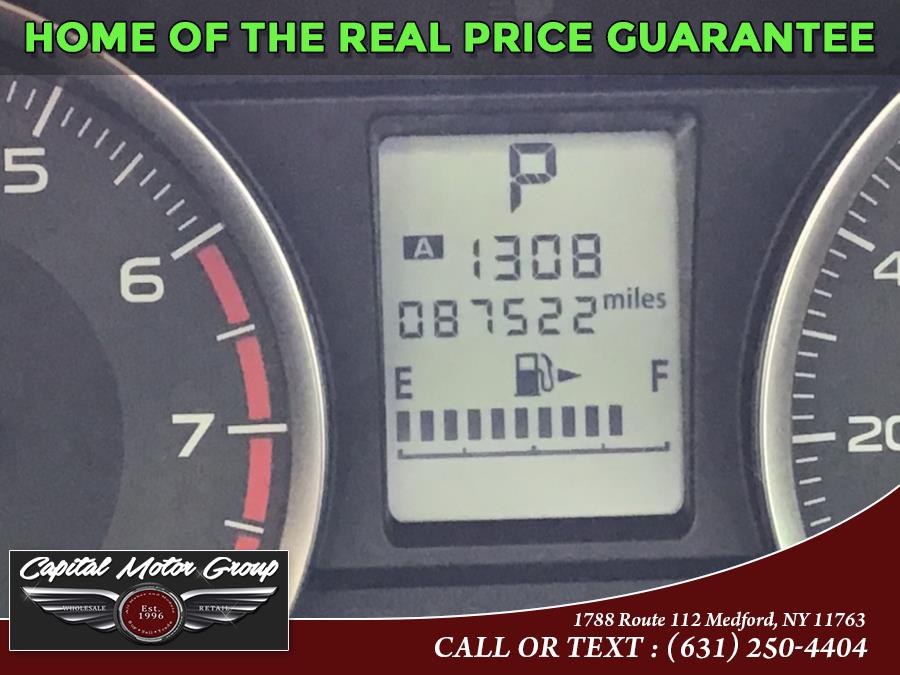 HOME OF THE REAL PRICE GUARANTEE
5
6
7
P
A 1308
087522 miles
E F
4
20
Capital Motor Group
WHOLESALE
Est. 1996
RETAIL
1788 Route 112 Medford, NY 11763
CALL OR TEXT : (631) 250-4404